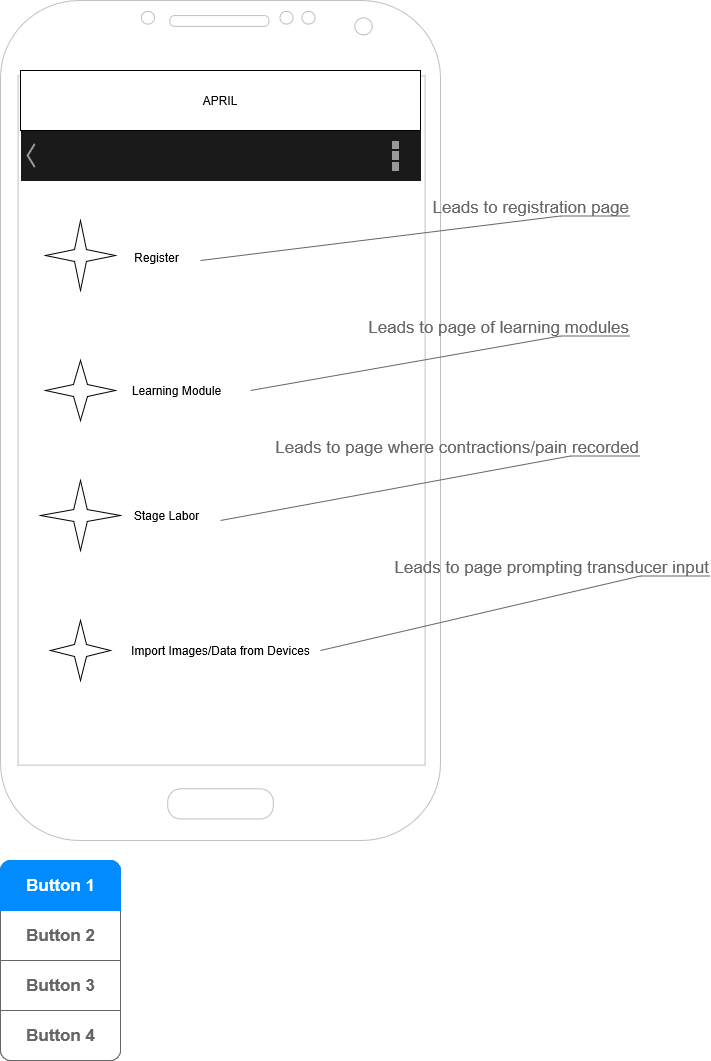 APRIL
Leads to registration page
Register
Leads to page of learning modules
Learning Module
Leads to page where contractions/pain recorded
Stage Labor
Leads to page prompting transducer input
Import Images/Data from Devices
Button 1
Button 2
Button 3
Button 4